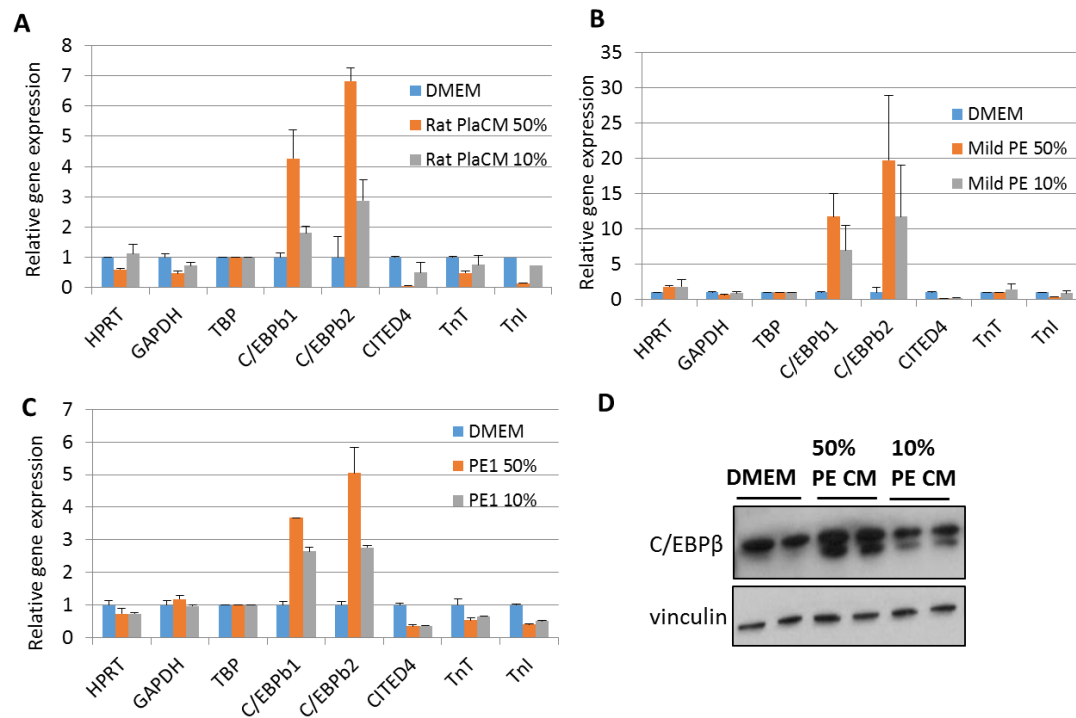 A
Relative gene expression
8
7
6
5
4
3
2
1
0
DMEM
Rat PlaCM 50%
Rat PlaCM 10%
HPRT
GAPDH
TBP
C/EBPb1
C/EBPb2
CITED4
TnT
TnI
B
Relative gene expression
35
30
25
20
15
10
5
0
DMEM
Mild PE 50%
Mild PE 10%
HPRT
GAPDH
TBP
C/EBPb1
C/EBPb2
CITED4
TnT
TnI
C
Relative gene expression
7
6
5
4
3
2
1
0
DMEM
PE1 50%
PE1 10%
HPRT
GAPDH
TBP
C/EBPb1
C/EBPb2
CITED4
TnT
TnI
D
50% 10%
DMEM PE CM PE CM
C/EBPβ
vinculin